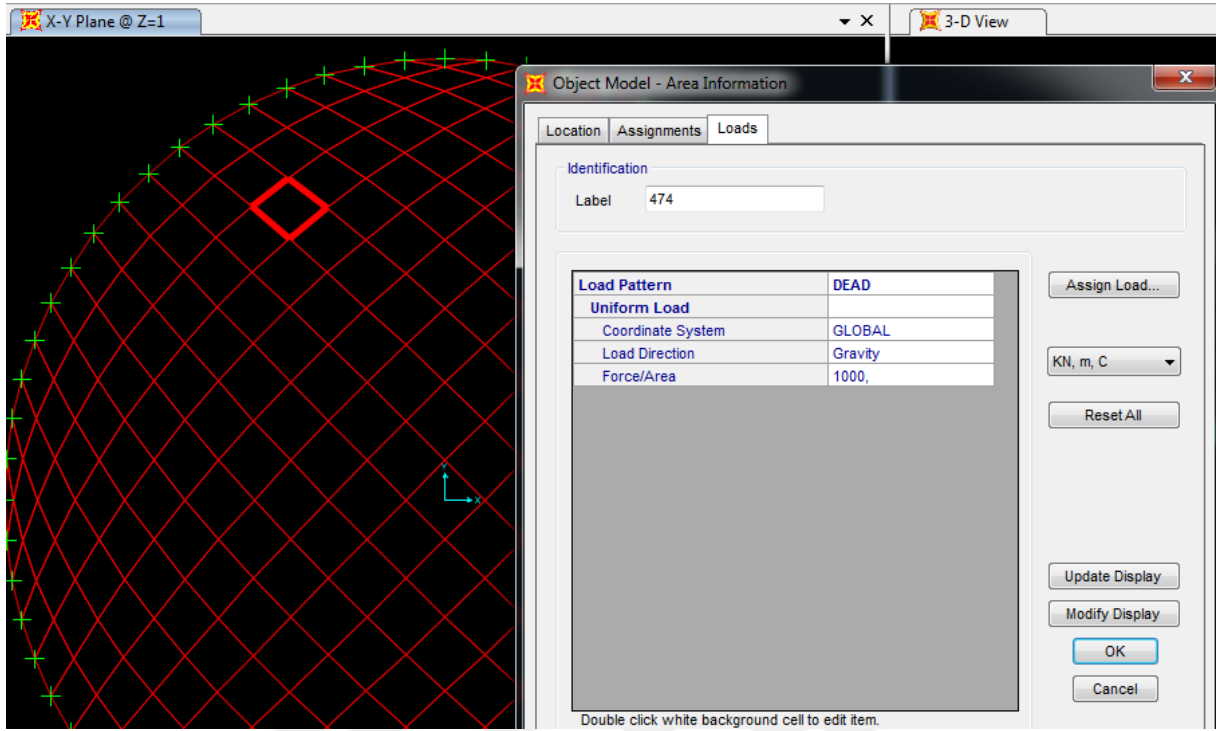 X-Y Plane @ Z=1
3-D View
Object Model - Area Information
Location Assignments Loads
Identification
Label 474
Load Pattern DEAD
Uniform Load
Coordinate System GLOBAL
Load Direction Gravity
Force/Area 1000,
Assign Load...
KN, m, C
Reset All
Update Display
Modify Display
OK
Cancel
Double click white background cell to edit item.
Y
X